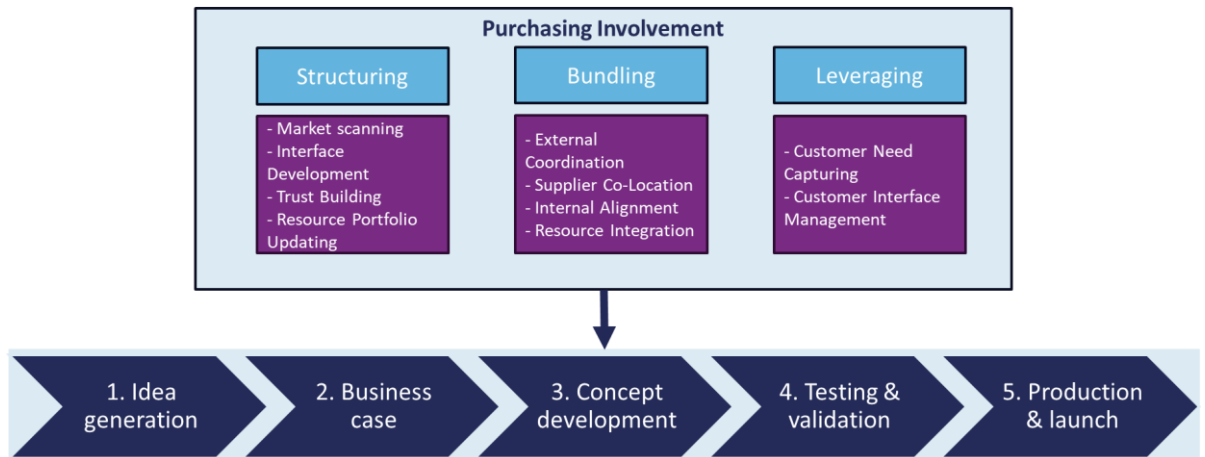 Purchasing Involvement
Structuring
- Market scanning
- Interface
Development
- Trust Building
- Resource Portfolio
Updating
Bundling
- External
Coordination
- Supplier Co-Location
- Internal Alignment
- Resource Integration
Leveraging
- Customer Need
Capturing
- Customer Interface
Management
1. Idea
generation
2. Business
case
3. Concept
development
4. Testing &
validation
5. Production
& launch